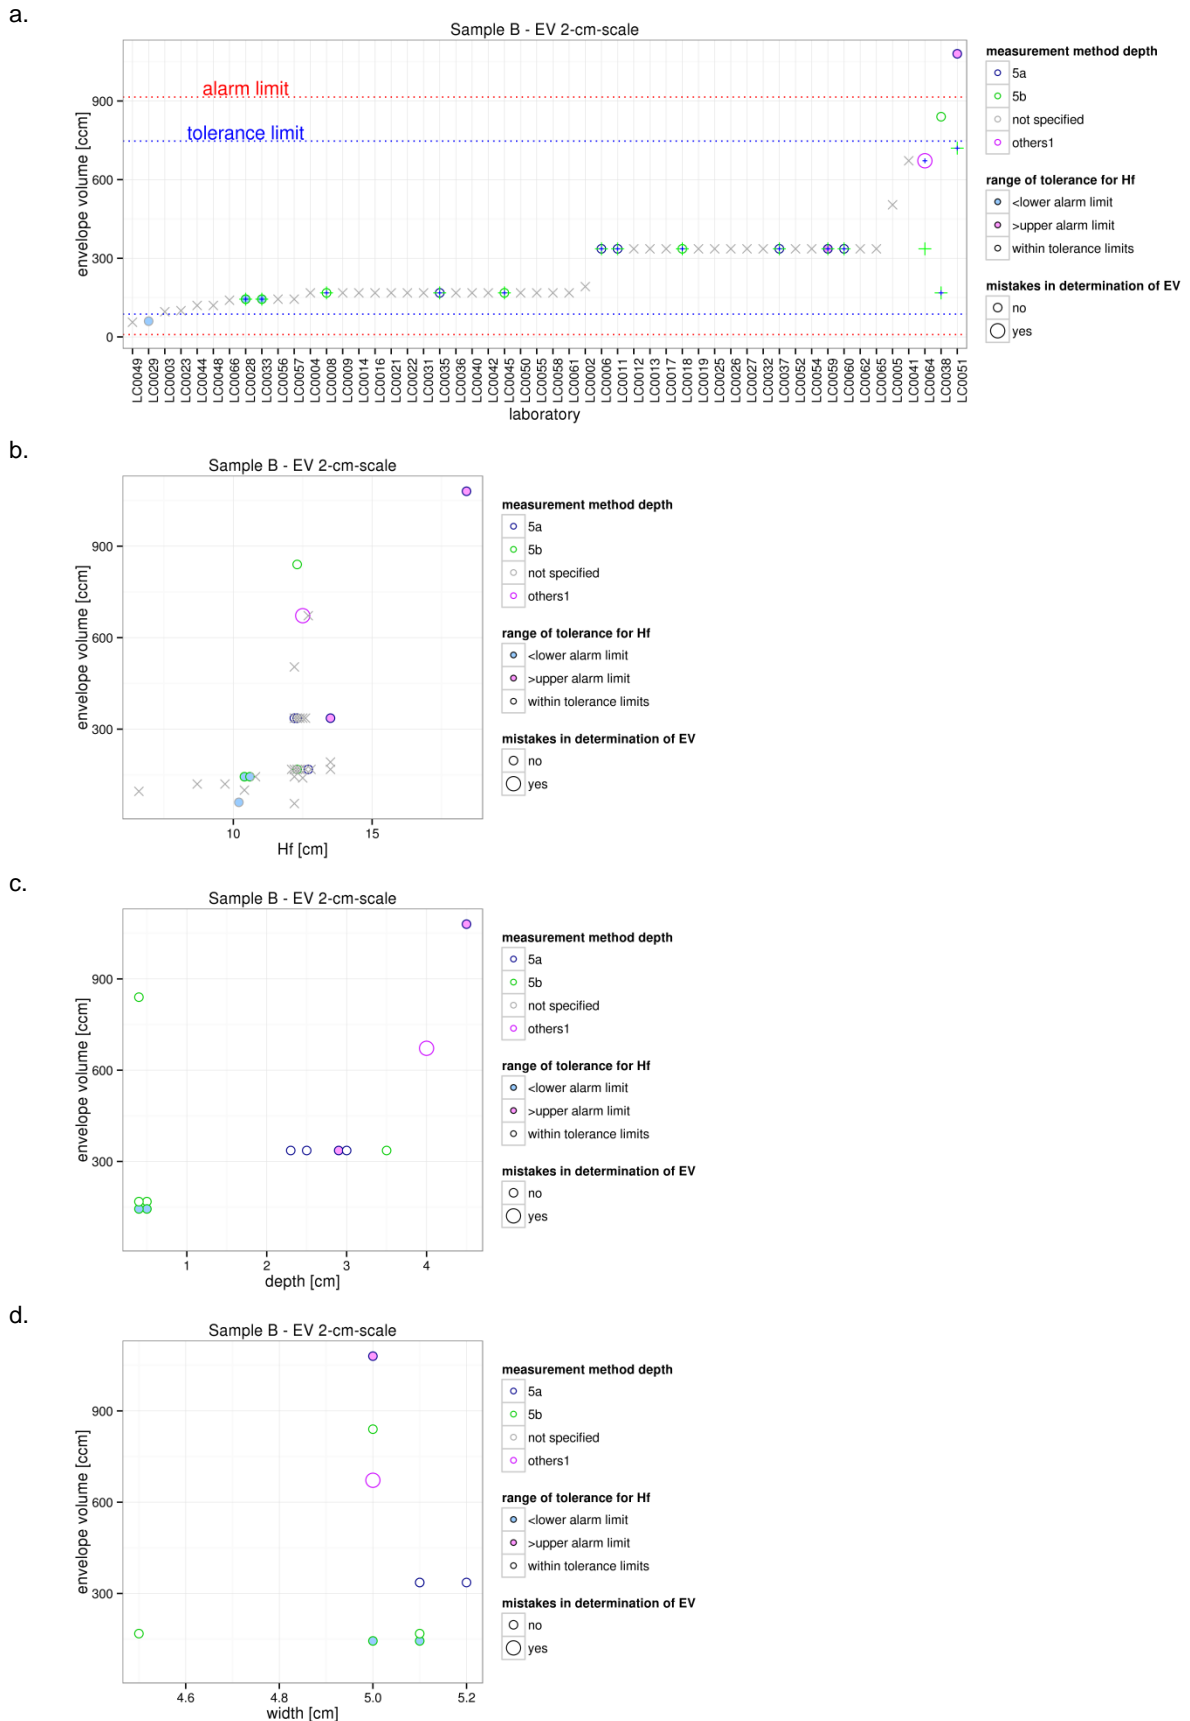 a.
Sample B - EV 2-cm-scale
alarm limit
tolerance limit
envelope volume [ccm]
900
600
300
0
LC0049
LC0029
LC0003
LC0023
LC0044
LC0048
LC0066
LC0028
LC0033
LC0056
LC0057
LC0004
LC0008
LC0009
LC0014
LC0016
LC0021
LC0022
LC0031
LC0035
LC0036
LC0040
LC0042
LC0045
LC0050
LC0055
LC0058
LC0061
LC0002
LC0006
LC0011
LC0012
LC0013
LC0017
LC0018
LC0019
LC0025
LC0026
LC0027
LC0032
LC0037
LC0052
LC0054
LC0059
LC0060
LC0062
LC0065
LC0005
LC0041
LC0064
LC0038
LC0051
laboratory
measurement method depth
5a
5b
not specified
others1
range of tolerance for Hf
<lower alarm limit
>upper alarm limit
within tolerance limits
mistakes in determination of EV
no
yes
b.
Sample B - EV 2-cm-scale
envelope volume [ccm]
900
600
300
10
15
Hf [cm]
measurement method depth
5a
5b
not specified
others1
range of tolerance for Hf
<lower alarm limit
>upper alarm limit
within tolerance limits
mistakes in determination of EV
no
yes
c.
Sample B - EV 2-cm-scale
envelope volume [ccm]
900
600
300
1
2
3
4
depth [cm]
measurement method depth
5a
5b
not specified
others1
range of tolerance for Hf
<lower alarm limit
>upper alarm limit
within tolerance limits
mistakes in determination of EV
no
yes
d.
Sample B - EV 2-cm-scale
envelope volume [ccm]
900
600
300
4.6
4.8
5.0
5.2
width [cm]
measurement method depth
5a
5b
not specified
others1
range of tolerance for Hf
<lower alarm limit
>upper alarm limit
within tolerance limits
mistakes in determination of EV
no
yes